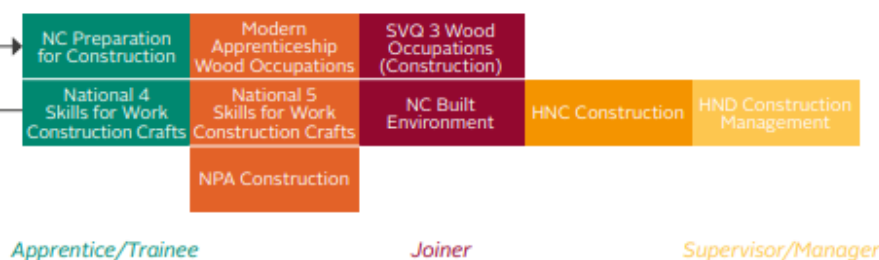 NC Preparation
for Construction
Modern
Apprenticeship
Wood Occupations
SVQ 3 Wood
Occupations
(Construction)
National 4
Skills for Work
Construction Crafts
National 5
Skills for Work
Construction Crafts
NC Built
Environment
HNC Construction
HND Construction
Management
NPA Construction
Apprentice/Trainee
Joiner
Supervisor/Manager